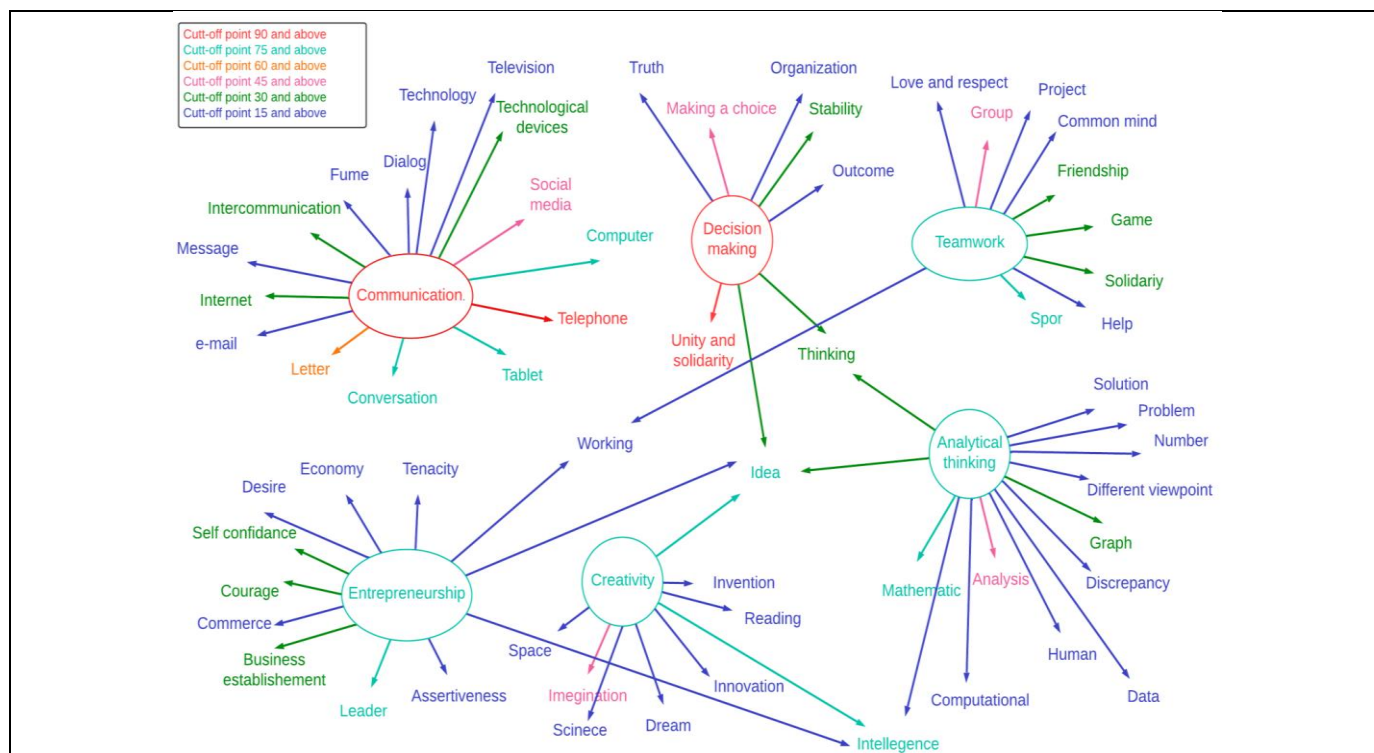 Cutt-off point 90 and above
Cutt-off point 75 and above
Cutt-off point 60 and above
Cutt-off point 45 and above
Cutt-off point 30 and above
Cutt-off point 15 and above
Television
Technology
Technological
devices
Dialog
Fume
Social
media
Intercommunication
Computer
Message
Communication.
Internet
Telephone
e-mail
Letter
Tablet
Conversation
Truth
Organization
Making a choice
Stability
Outcome
Decision
making
Unity and
solidarity
Thinking
Love and respect
Project
Group
Common mind
Friendship
Game
Teamwork
Solidariy
Spor
Help
Working
Idea
Solution
Problem
Number
Analytical
thinking
Different viewpoint
Graph
Discrepancy
Mathematic
Analysis
Human
Computational
Data
Economy
Tenacity
Desire
Self confidance
Courage
Entrepreneurship
Commerce
Business
establishement
Assertiveness
Leader
Creativity
Invention
Reading
Space
Imegination
Innovation
Scinece
Dream
Intellegence